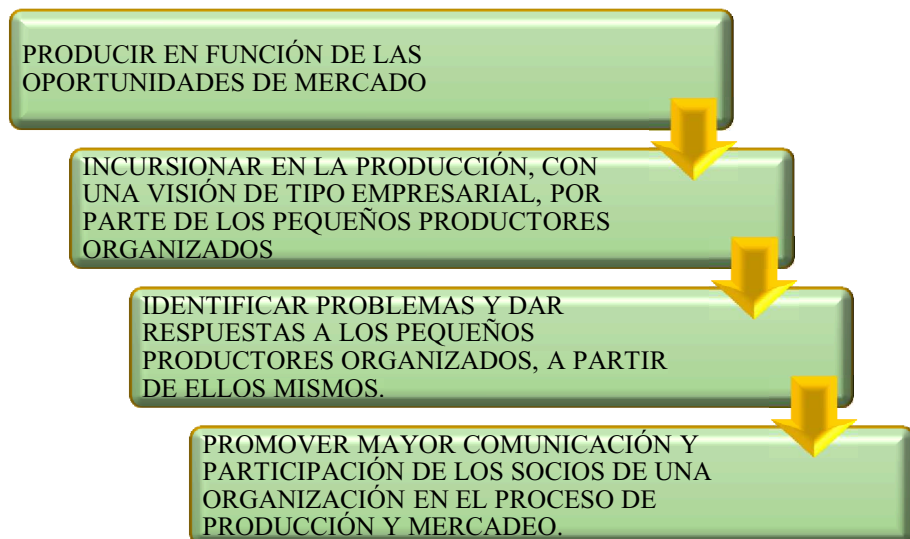 PRODUCIR EN FUNCIÓN DE LAS
OPORTUNIDADES DE MERCADO
INCURSIONAR EN LA PRODUCCIÓN, CON
UNA VISIÓN DE TIPO EMPRESARIAL, POR
PARTE DE LOS PEQUEÑOS PRODUCTORES
ORGANIZADOS
IDENTIFICAR PROBLEMAS Y DAR
RESPUESTAS A LOS PEQUEÑOS
PRODUCTORES ORGANIZADOS, A PARTIR
DE ELLOS MISMOS.
PROMOVER MAYOR COMUNICACIÓN Y
PARTICIPACIÓN DE LOS SOCIOS DE UNA
ORGANIZACIÓN EN EL PROCESO DE
PRODUCCIÓN Y MERCADEO.